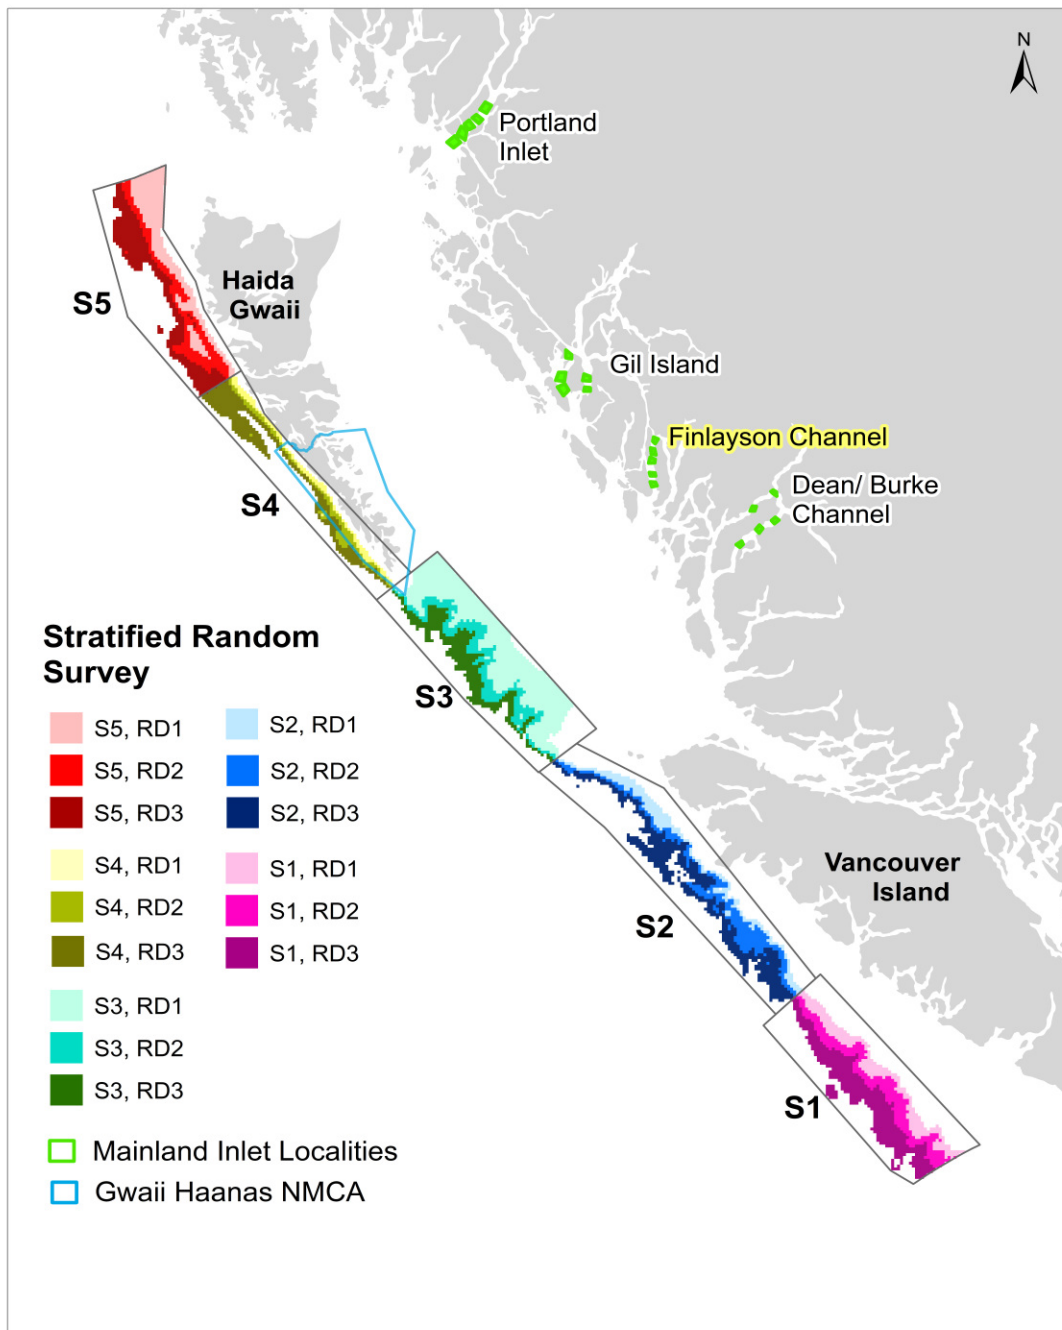 N
Portland
Inlet
Haida
Gwaii
S5
Gil Island
Finlayson Channel
Dean/ Burke
Channel
S4
Stratified Random
Survey
S3
S5, RD1
S5, RD2
S5, RD3
S4, RD1
S4, RD2
S4, RD3
S3, RD1
S3, RD2
S3, RD3
S2, RD1
S2, RD2
S2, RD3
S1, RD1
S1, RD2
S1, RD3
Vancouver
Island
S2
S1
Mainland Inlet Localities
Gwaii Haanas NMCA